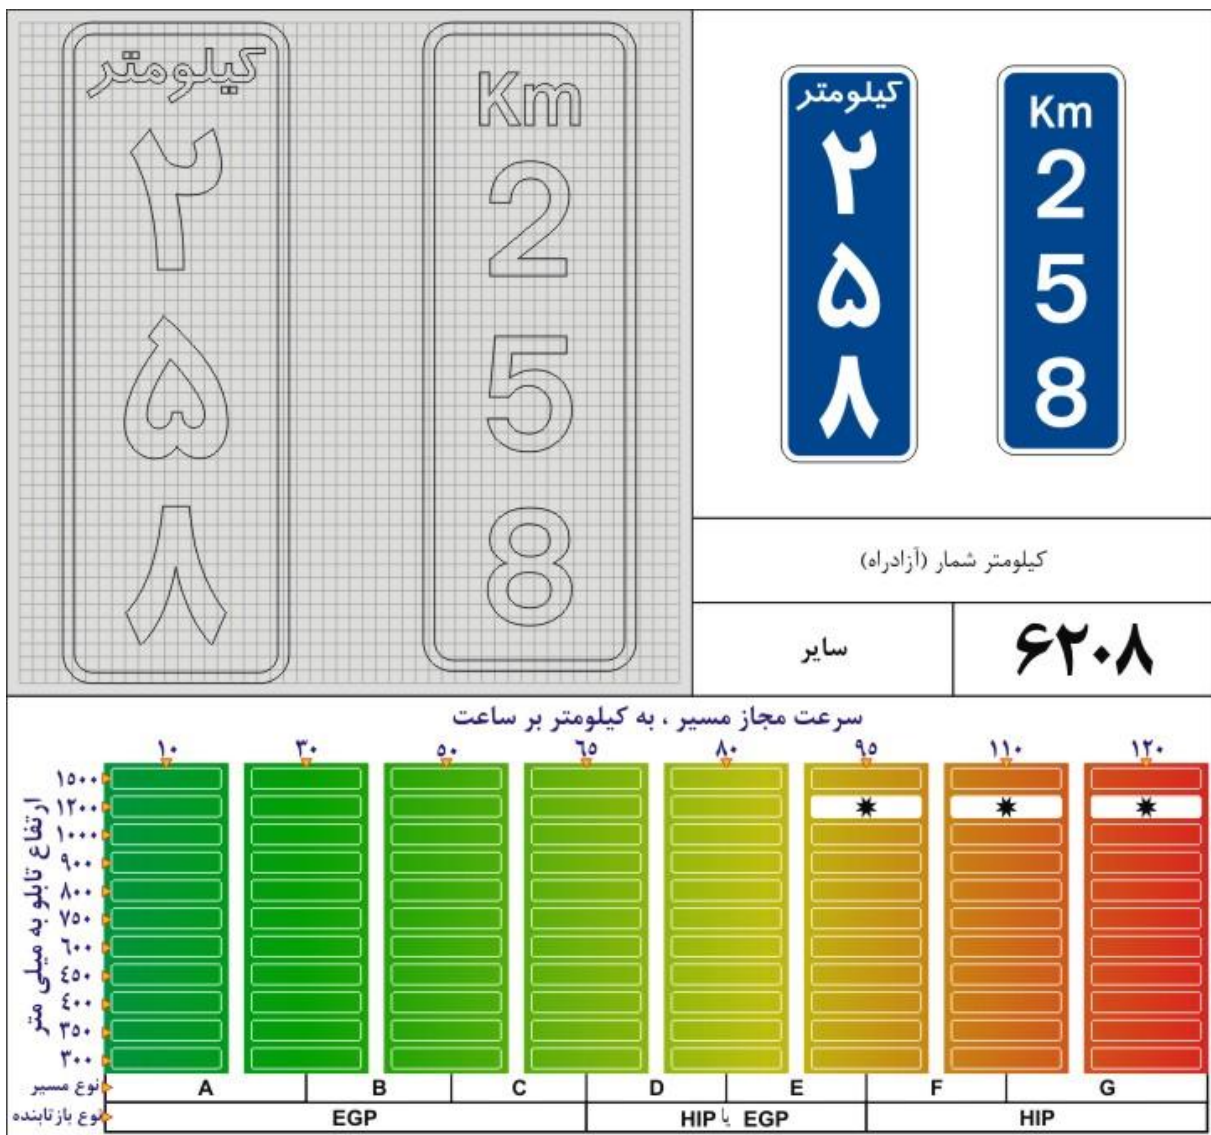 کیلومتر
۲
۵
۸
Km
2
5
8
کیلومتر
۲
۵
۸
Km
2
5
8
کیلومتر شمار (آزادراه)
سایر
۶۲۰۸
سرعت مجاز مسیر ، به کیلومتر بر ساعت
۱۰ ۳۰ ۵۰ ۶۵ ۸۰ ۹۵ ۱۱۰ ۱۲۰
ارتفاع تابلو به میلی متر
۱۵۰۰
۱۲۰۰
۱۰۰۰
۹۰۰
۸۰۰
۷۵۰
۶۰۰
٤۵۰
٤۰۰
۳۵۰
۳۰۰
نوع مسیر A B C D E F G
نوع بازتابنده EGP HIP یا EGP HIP